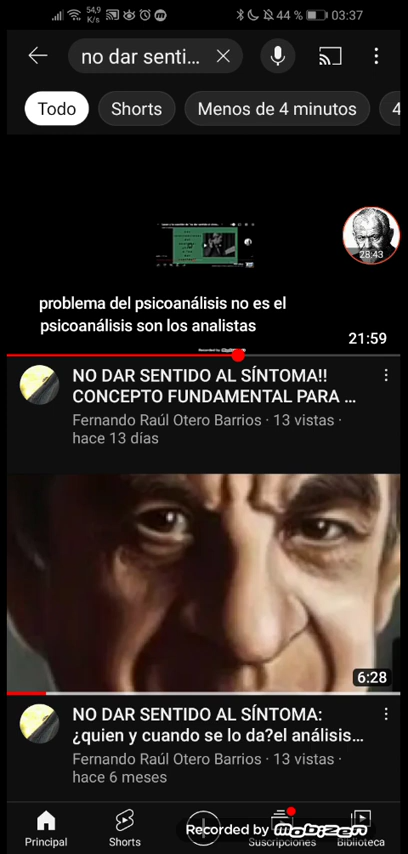 54,9
K/s
44 %
03:37
no dar senti...
Todo
Shorts
Menos de 4 minutos
4
28:43
problema del psicoanálisis no es el
psicoanálisis son los analistas
21:59
NO DAR SENTIDO AL SÍNTOMA!!
CONCEPTO FUNDAMENTAL PARA ...
Fernando Raúl Otero Barrios · 13 vistas ·
hace 13 días
6:28
NO DAR SENTIDO AL SÍNTOMA:
¿quien y cuando se lo da?el análisis...
Fernando Raúl Otero Barrios · 13 vistas ·
hace 6 meses
Principal
Shorts
Suscripciones
Biblioteca
Recorded by mobizen